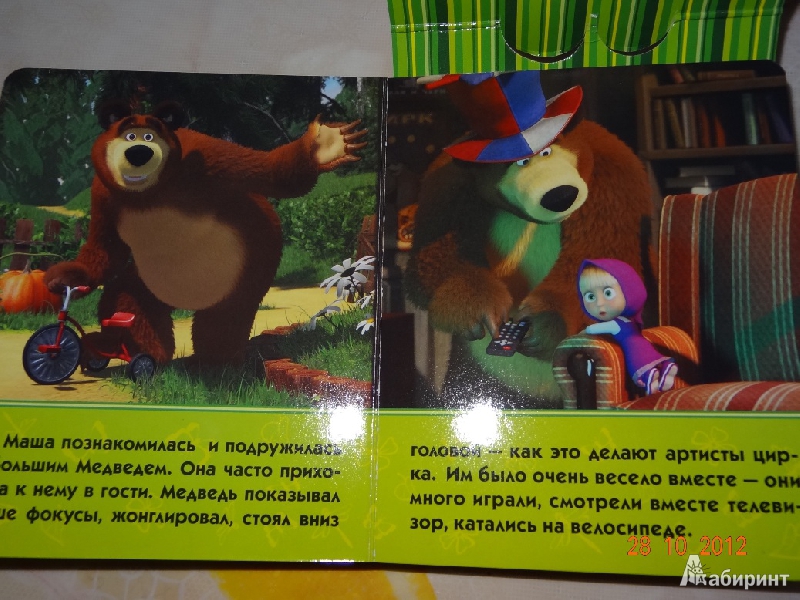 Маша познакомилась и подружилась
большим Медведем. Она часто прихо-
а к нему в гости. Медведь показывал
ше фокусы, жонглировал, стоял вниз
головой — как это делают артисты цир-
ка. Им было очень весело вместе — они
много играли, смотрели вместе телеви-
зор, катались на велосипеде.
28 10 2012
Лабиринт